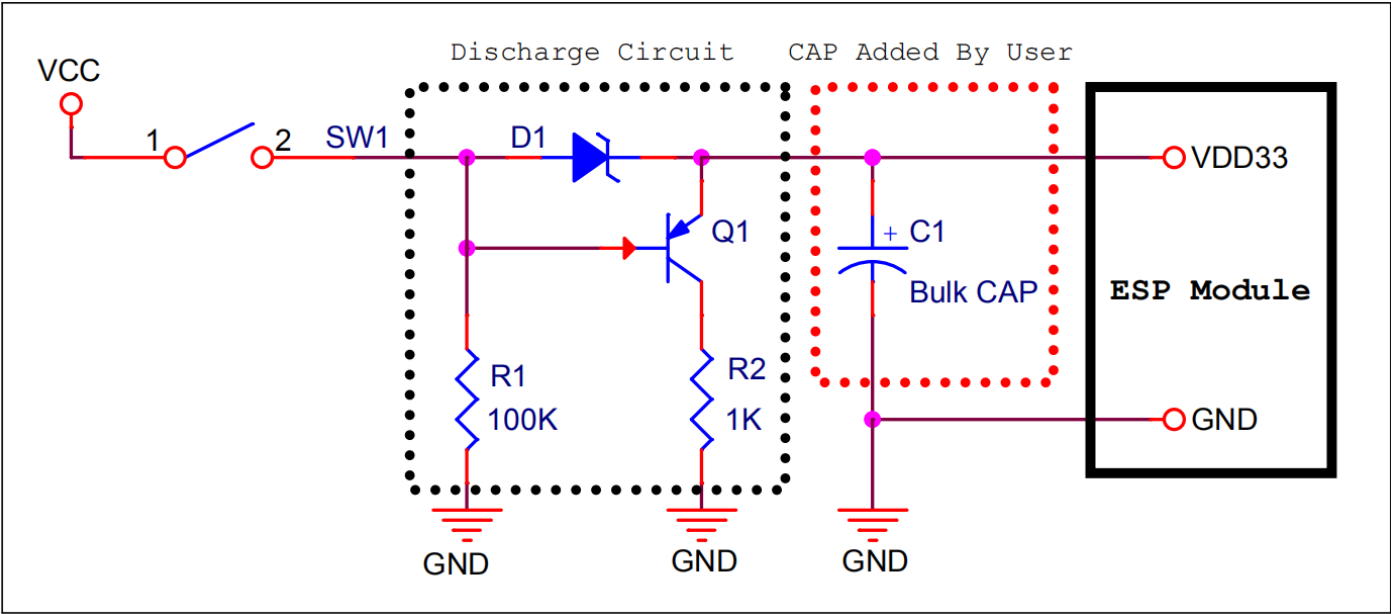 Discharge Circuit
CAP Added By User
VCC
1
2
SW1
D1
VDD33
Q1
+
C1
Bulk CAP
ESP Module
R1
100K
R2
1K
GND
GND
GND
GND